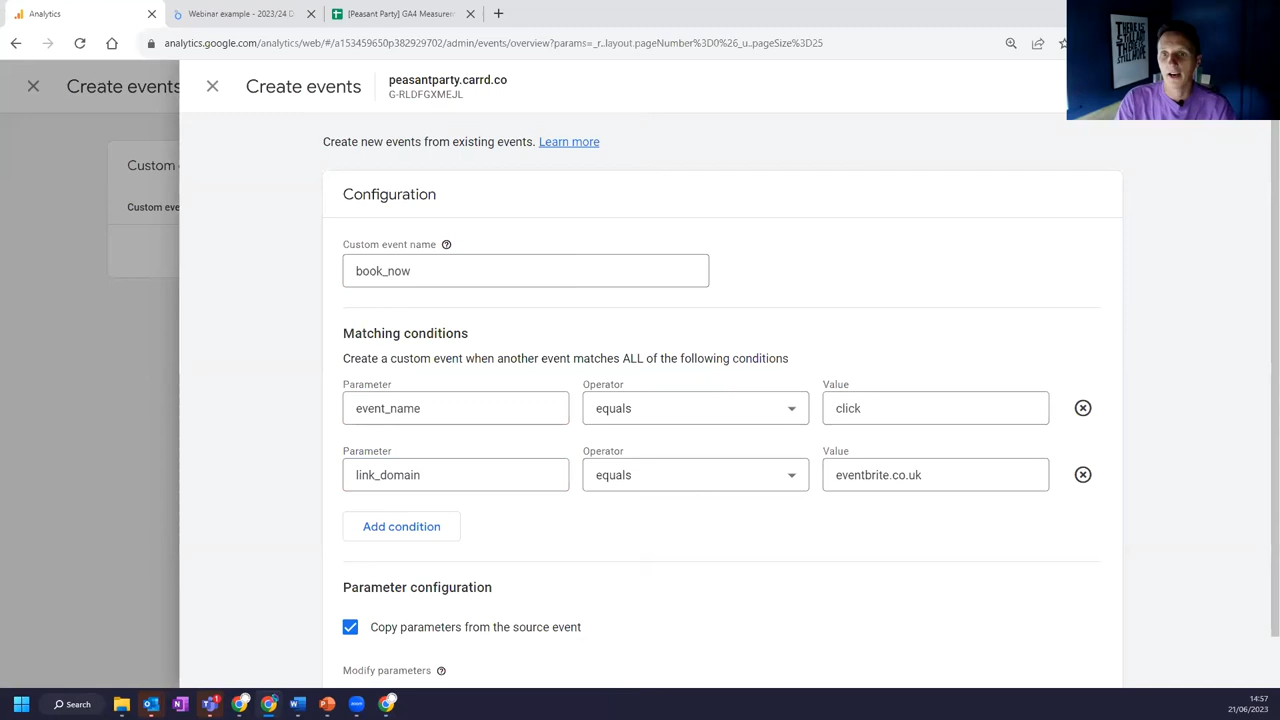 Analytics
Webinar example - 2023/24 D
[Peasant Party] GA4 Measurem
analytics.google.com/analytics/web/#/a153459650p382929702/admin/events/overview?params=_r..layout.pageNumber%3D0%26_u..pageSize%3D25
THERE IS
STILL MORE
Create events
Create events
peasantparty.carrd.co
G-RLDFGXMEJL
Create new events from existing events. Learn more
Custom
Custom eve
Configuration
Custom event name
book_now
Matching conditions
Create a custom event when another event matches ALL of the following conditions
Parameter Operator Value
event_name equals click
Parameter Operator Value
link_domain equals eventbrite.co.uk
Add condition
Parameter configuration
Copy parameters from the source event
Modify parameters
Search
14:57
21/06/2023